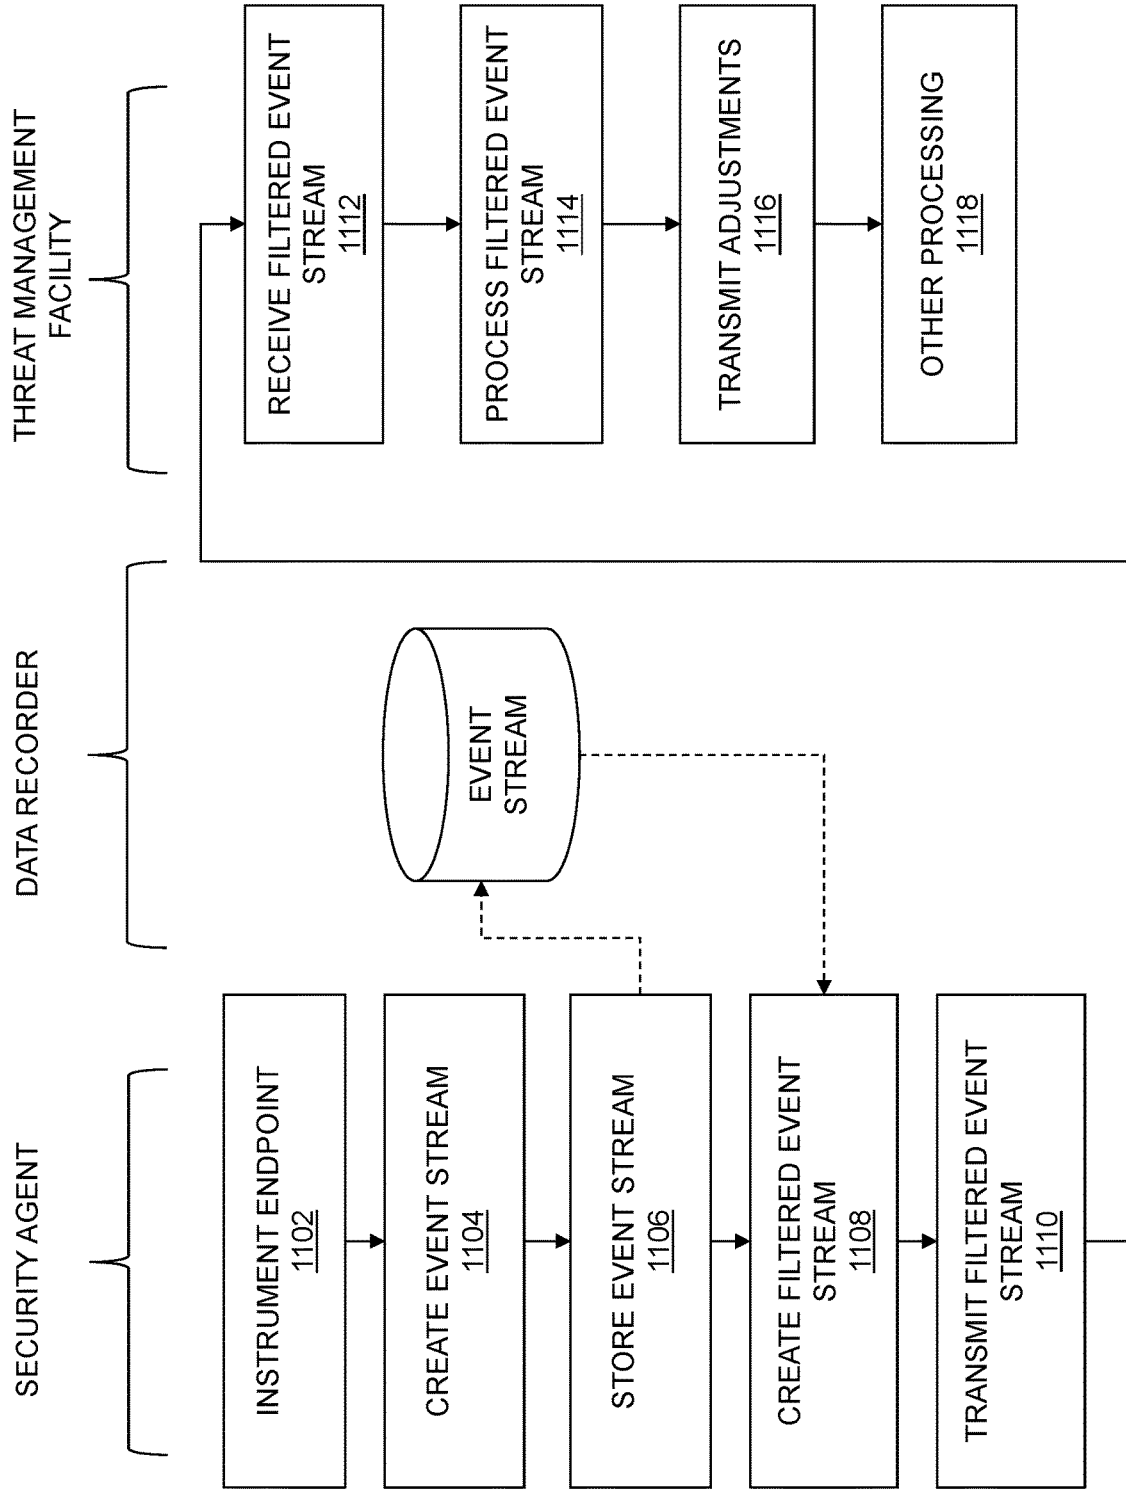 SECURITY AGENT
INSTRUMENT ENDPOINT
1102
CREATE EVENT STREAM
1104
STORE EVENT STREAM
1106
CREATE FILTERED EVENT
STREAM
1108
TRANSMIT FILTERED EVENT
STREAM
1110
DATA RECORDER
EVENT
STREAM
THREAT MANAGEMENT
FACILITY
RECEIVE FILTERED EVENT
STREAM
1112
PROCESS FILTERED EVENT
STREAM
1114
TRANSMIT ADJUSTMENTS
1116
OTHER PROCESSING
1118